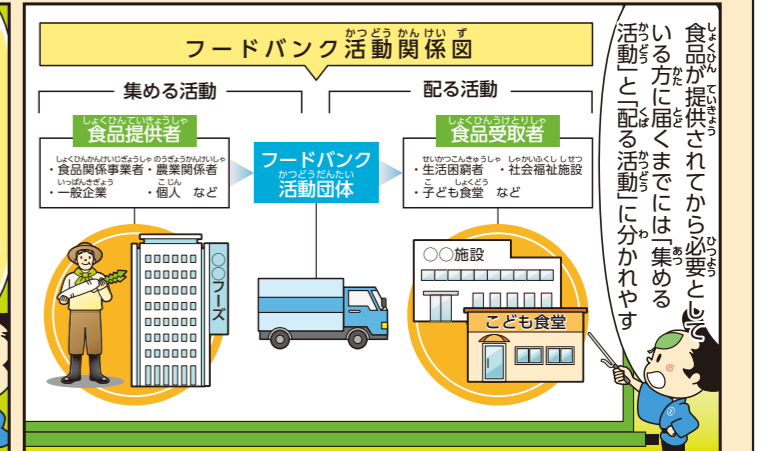 食品が提供されてから必要として
いる方に届くまでには「集める
活動」と「配る活動」に分かれやす
フードバンク活動関係図
集める活動
配る活動
食品提供者
・食品関係事業者・農業関係者
・一般企業 ・個人 など
フードバンク
活動団体
食品受取者
・生活困窮者 ・社会福祉施設
・子ども食堂 など
〇〇フーズ
〇〇施設
こども食堂